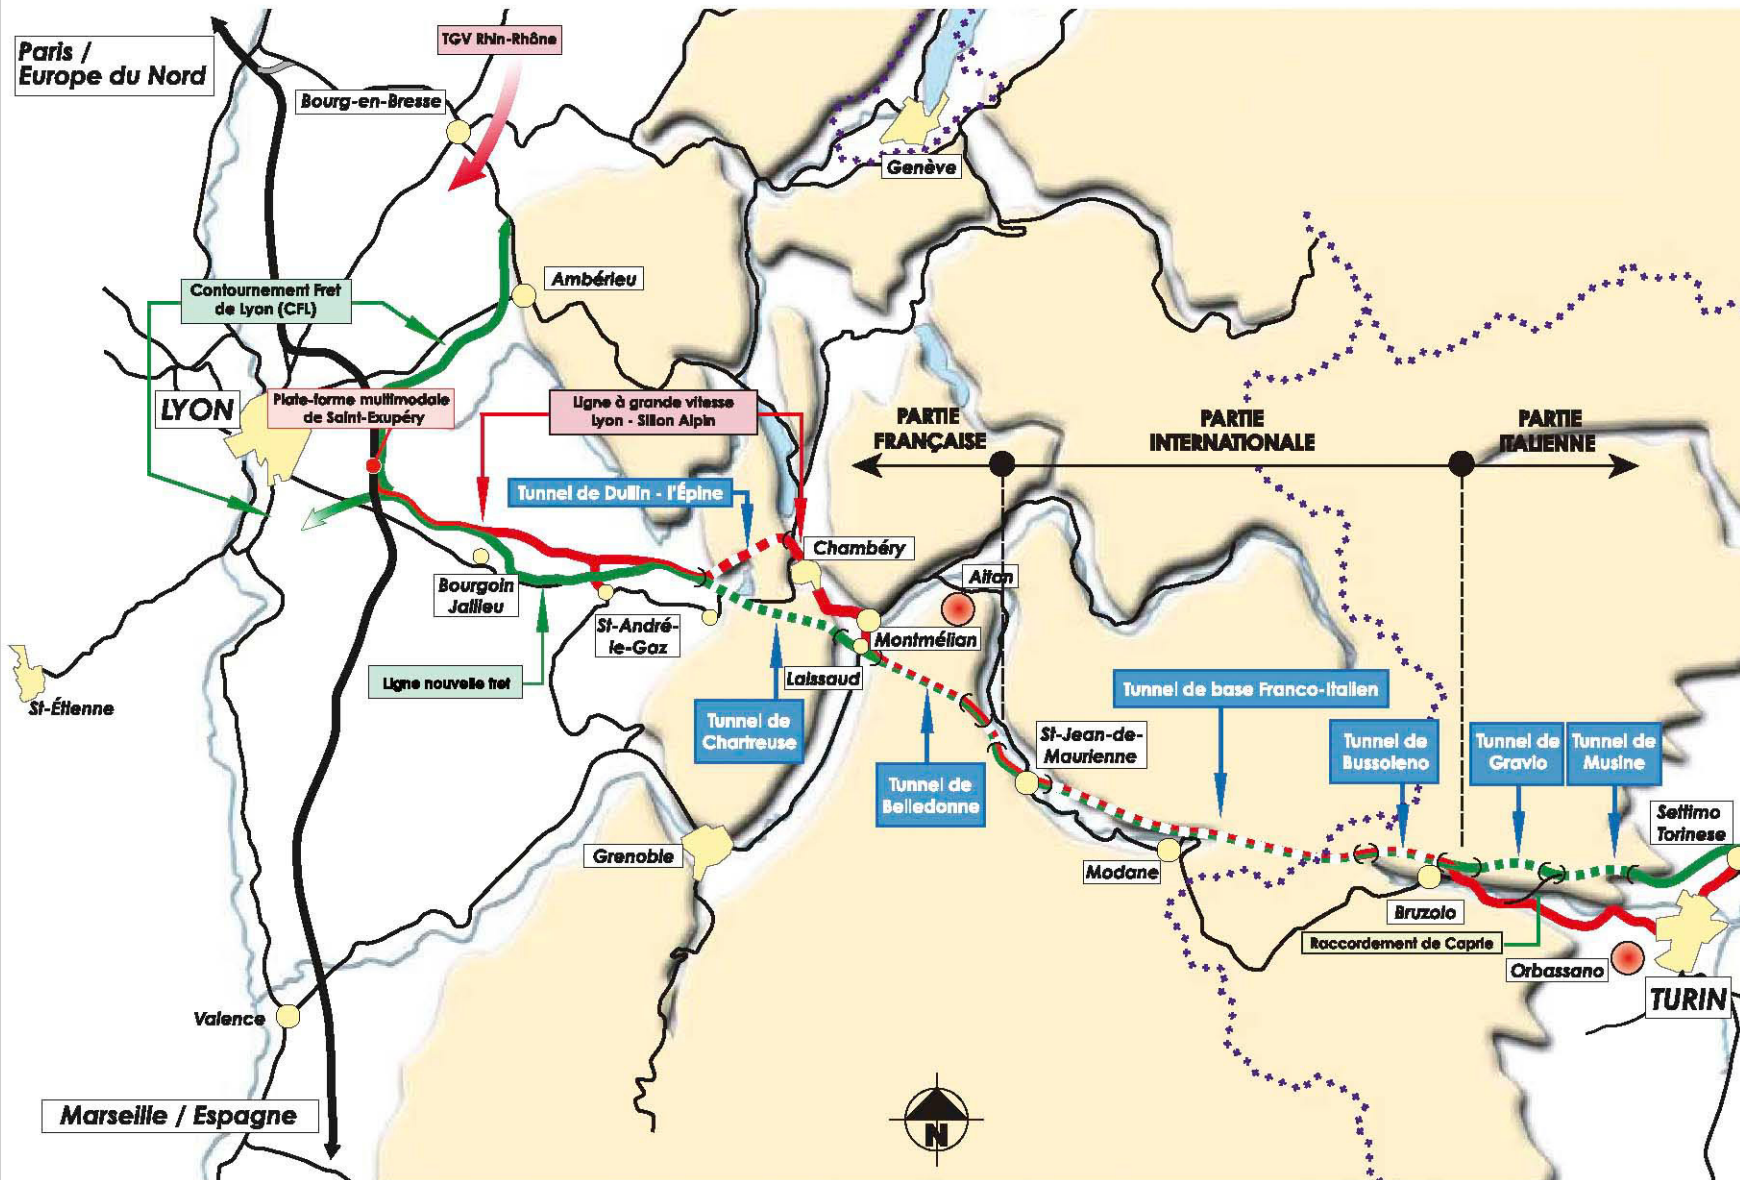 Paris /
Europe du Nord
TGV Rhin-Rhône
Bourg-en-Bresse
Genève
Ambérieu
Contournement Fret
de Lyon (CFL)
LYON
Plate-forme multimodale
de Saint-Exupéry
Ligne à grande vitesse
Lyon - Sillon Alpin
PARTIE
FRANÇAISE
PARTIE
INTERNATIONALE
PARTIE
ITALIENNE
Tunnel de Dullin - l'Épine
Chambéry
Aiton
Bourgoin
Jallieu
St-André-
le-Gaz
Montmélian
Laissaud
Ligne nouvelle fret
St-Étienne
Tunnel de
Chartreuse
Tunnel de
Belledonne
St-Jean-de-
Maurienne
Tunnel de base Franco-Italien
Tunnel de
Bussoleno
Tunnel de
Gravio
Tunnel de
Musine
Settimo
Torinese
Grenoble
Modane
Bruzolo
Raccordement de Caprie
Orbassano
TURIN
Valence
Marseille / Espagne
N